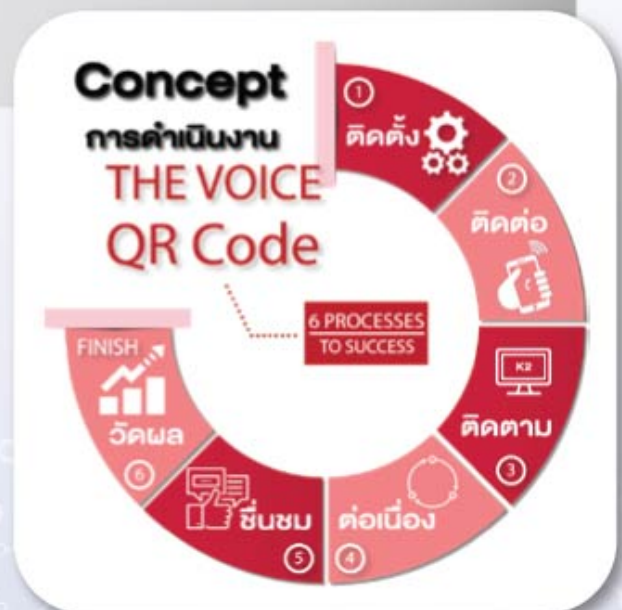 Concept
การดำเนินงาน
THE VOICE
QR Code
6 PROCESSES
TO SUCCESS
1
ติดตั้ง
2
ติดต่อ
K2
ติดตาม
3
ต่อเนื่อง
4
ชื่นชม
5
FINISH
วัดผล
6